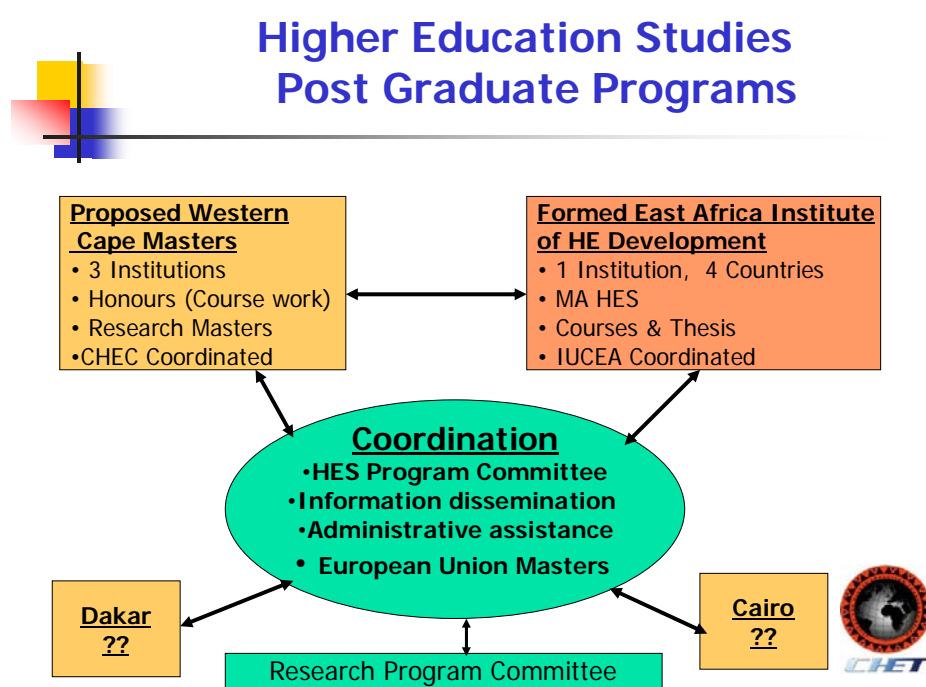 Higher Education Studies
Post Graduate Programs
Proposed Western
Cape Masters
• 3 Institutions
• Honours (Course work)
• Research Masters
•CHEC Coordinated
Formed East Africa Institute
of HE Development
• 1 Institution, 4 Countries
• MA HES
• Courses & Thesis
• IUCEA Coordinated
Coordination
•HES Program Committee
•Information dissemination
•Administrative assistance
• European Union Masters
Dakar
??
Cairo
??
CHET
Research Program Committee